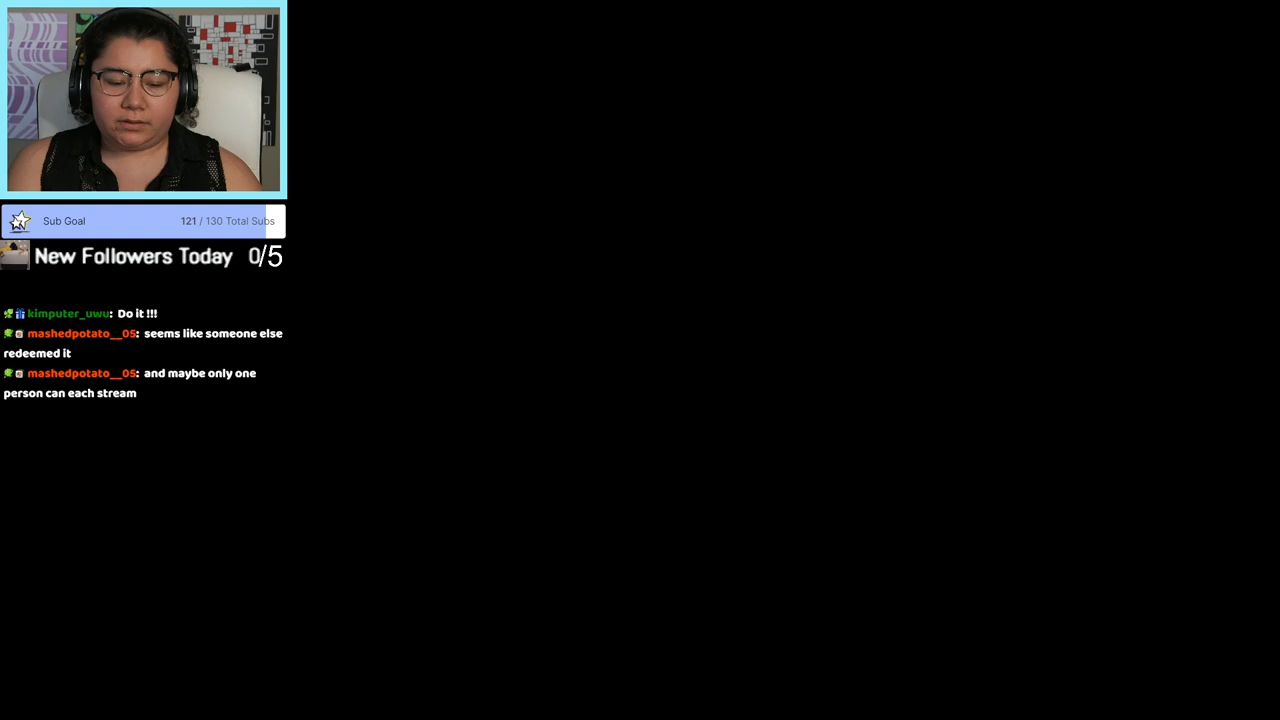 Sub Goal 121 / 130 Total Subs
New Followers Today 0/5
kimputer_uwu: Do it !!!
mashedpotato__05: seems like someone else
redeemed it
mashedpotato__05: and maybe only one
person can each stream